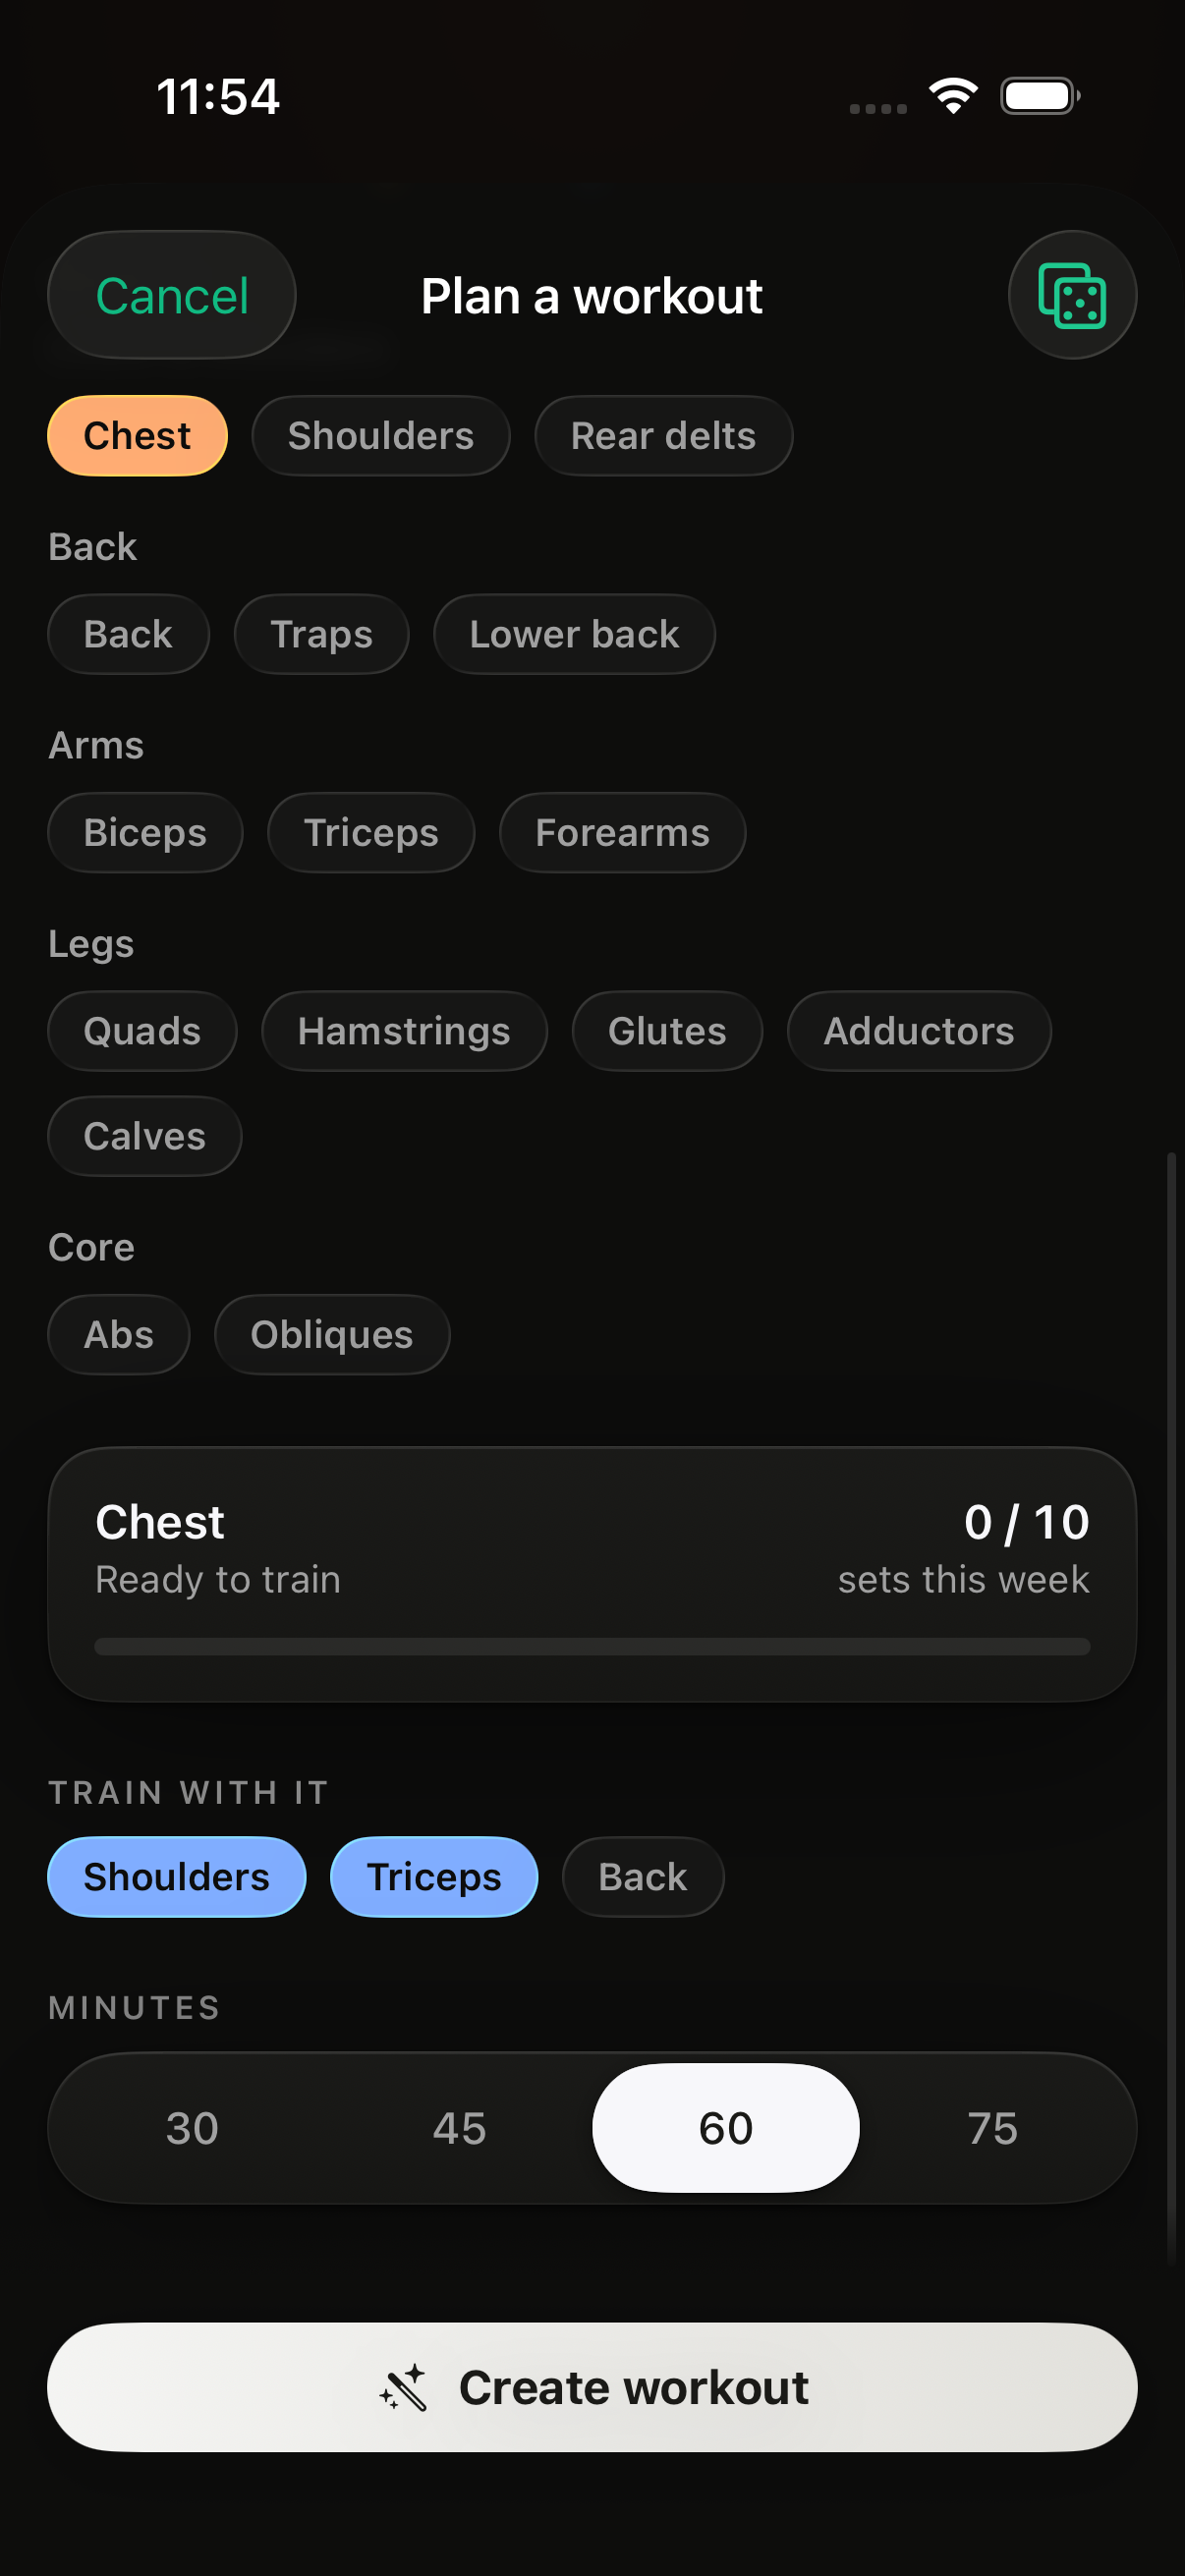 11:54
Cancel
Plan a workout
Chest
Shoulders
Rear delts
Back
Back
Traps
Lower back
Arms
Biceps
Triceps
Forearms
Legs
Quads
Hamstrings
Glutes
Adductors
Calves
Core
Abs
Obliques
Chest
0 / 10
Ready to train
sets this week
TRAIN WITH IT
Shoulders
Triceps
Back
MINUTES
30
45
60
75
Create workout